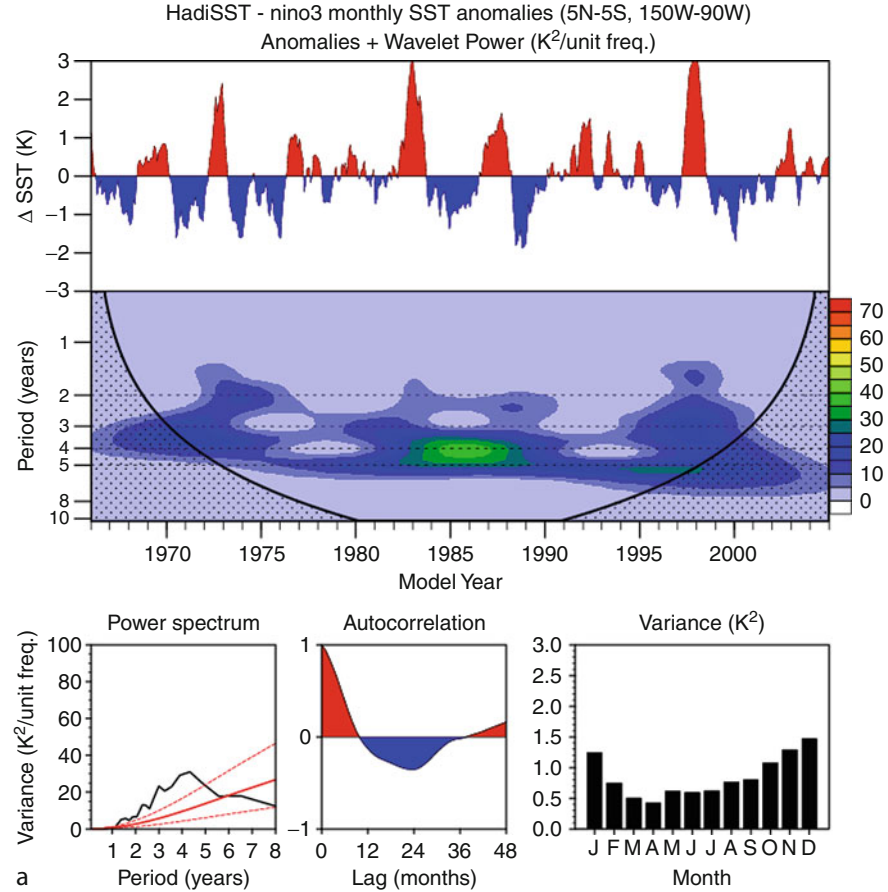 HadiSST - nino3 monthly SST anomalies (5N-5S, 150W-90W)
Anomalies + Wavelet Power (K²/unit freq.)
Δ SST (K)
3
2
1
0
−1
−2
−3
Period (years)
1
2
3
4
5
8
10
70
60
50
40
30
20
10
0
1970 1975 1980 1985 1990 1995 2000
Model Year
Power spectrum
Variance (K²/unit freq.)
100
80
60
40
20
0
1 2 3 4 5 6 7 8
Period (years)
Autocorrelation
1
0
−1
0 12 24 36 48
Lag (months)
Variance (K²)
3.0
2.5
2.0
1.5
1.0
0.5
0.0
J F M A M J J A S O N D
Month
a